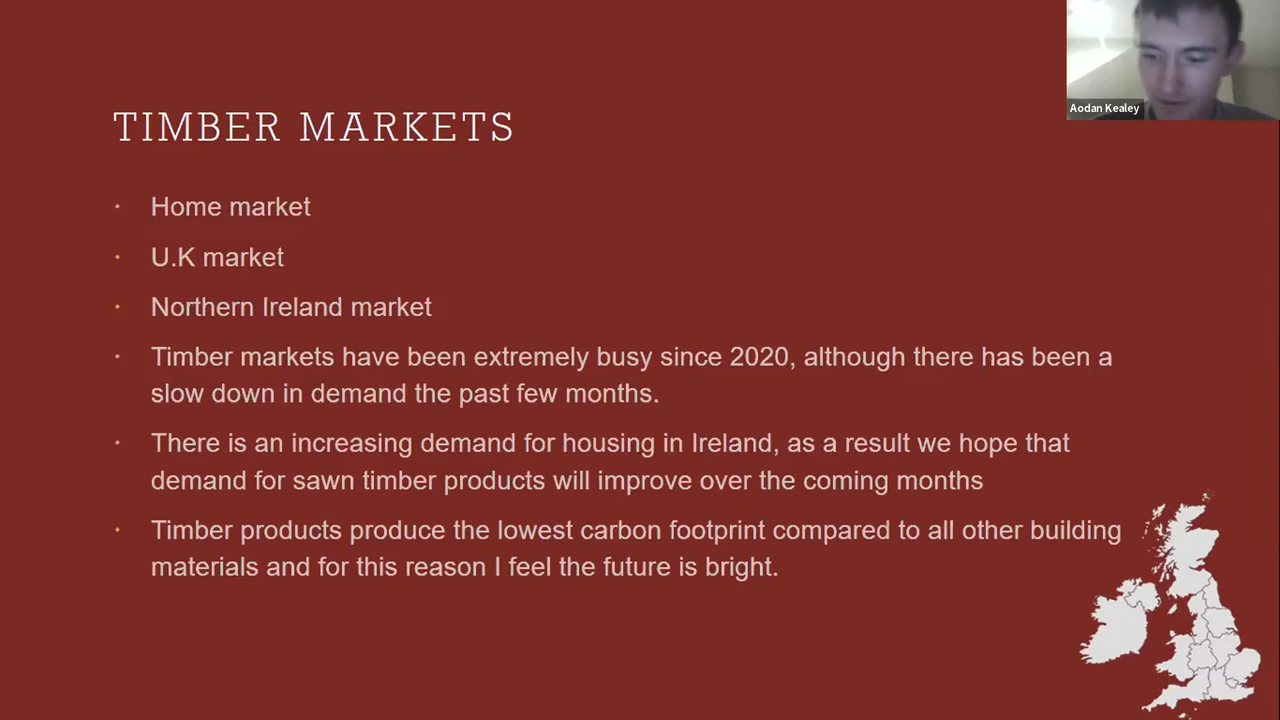 Aodan Kealey
TIMBER MARKETS
· Home market
· U.K market
· Northern Ireland market
· Timber markets have been extremely busy since 2020, although there has been a
slow down in demand the past few months.
· There is an increasing demand for housing in Ireland, as a result we hope that
demand for sawn timber products will improve over the coming months
· Timber products produce the lowest carbon footprint compared to all other building
materials and for this reason I feel the future is bright.